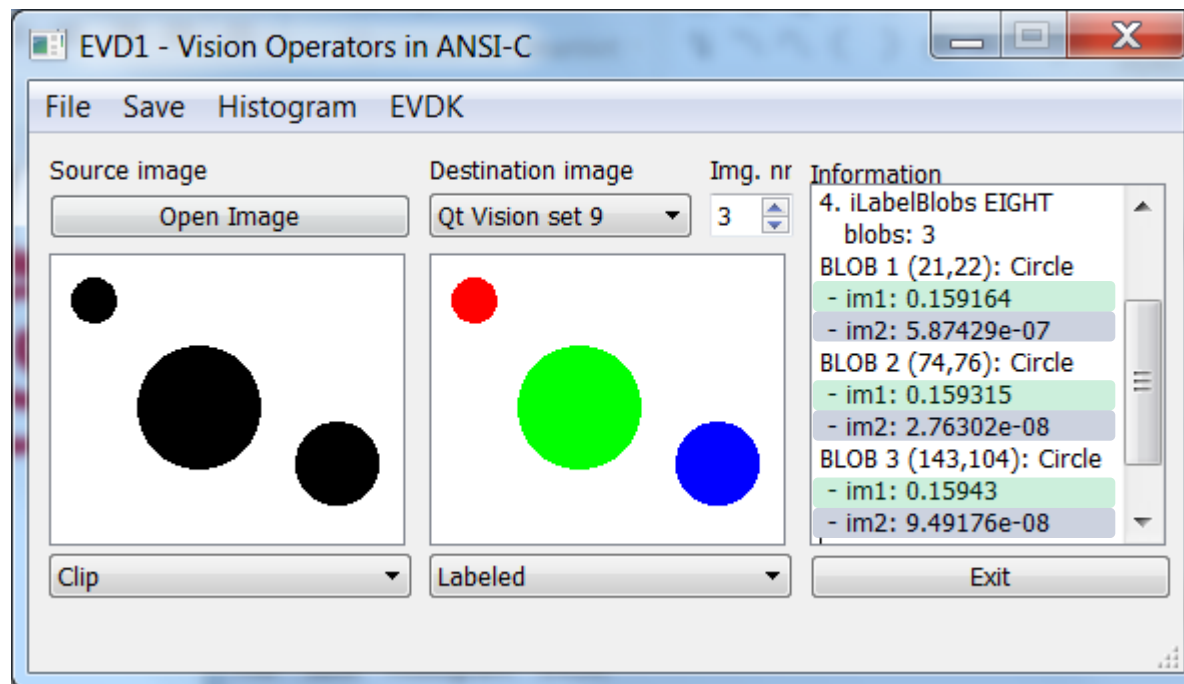 EVD1 - Vision Operators in ANSI-C
File Save Histogram EVDK
Source image
Open Image
Clip
Destination image
Qt Vision set 9
Labeled
Img. nr
3
Information
4. iLabelBlobs EIGHT
blobs: 3
BLOB 1 (21,22): Circle
- im1: 0.159164
- im2: 5.87429e-07
BLOB 2 (74,76): Circle
- im1: 0.159315
- im2: 2.76302e-08
BLOB 3 (143,104): Circle
- im1: 0.15943
- im2: 9.49176e-08
Exit